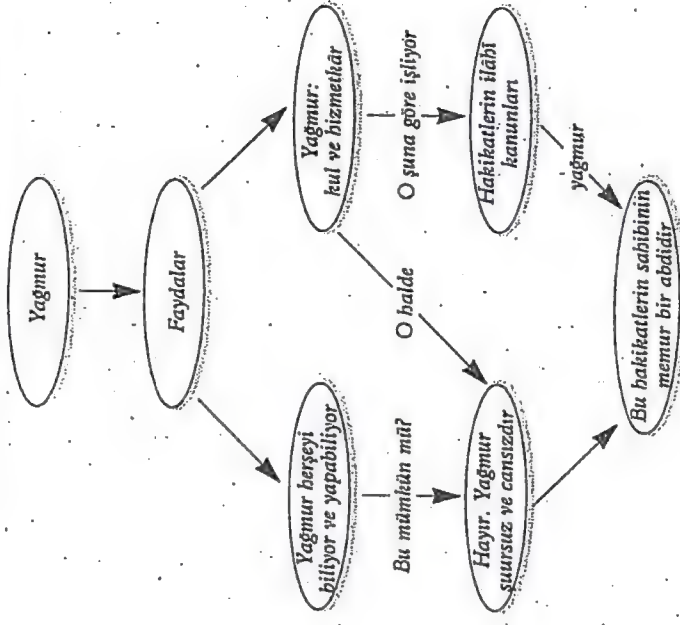 Yağmur
Faydalar
Yağmur herşeyi
biliyor ve yapabiliyor
Yağmur:
kul ve hizmetkâr
Bu mümkün mü?
O halde
O şuna göre işliyor
Hayır. Yağmur
şuursuz ve cansızdır
Hakikatlerin ilâhî
kanunları
yağmur
Bu hakikatlerin sahibinin
memur bir abdidir